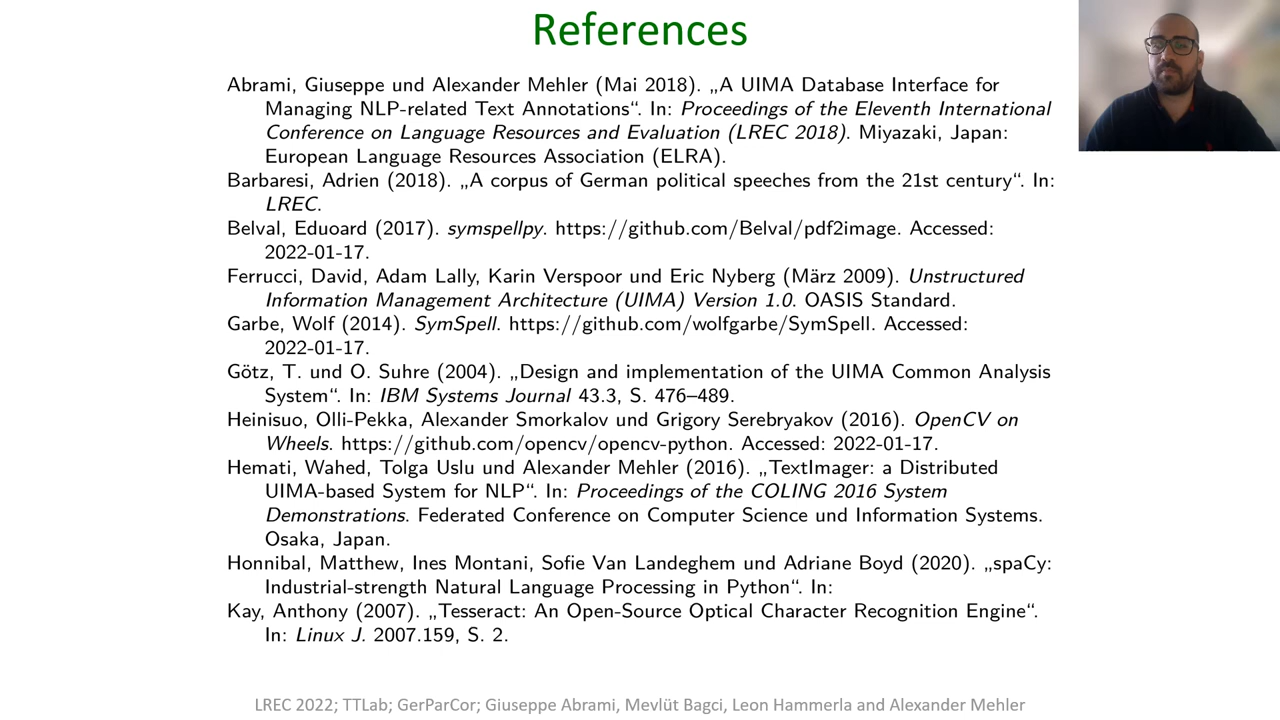 References
Abrami, Giuseppe und Alexander Mehler (Mai 2018). „A UIMA Database Interface for
Managing NLP-related Text Annotations“. In: Proceedings of the Eleventh International
Conference on Language Resources and Evaluation (LREC 2018). Miyazaki, Japan:
European Language Resources Association (ELRA).
Barbaresi, Adrien (2018). „A corpus of German political speeches from the 21st century“. In:
LREC.
Belval, Eduoard (2017). symspellpy. https://github.com/Belval/pdf2image. Accessed:
2022-01-17.
Ferrucci, David, Adam Lally, Karin Verspoor und Eric Nyberg (März 2009). Unstructured
Information Management Architecture (UIMA) Version 1.0. OASIS Standard.
Garbe, Wolf (2014). SymSpell. https://github.com/wolfgarbe/SymSpell. Accessed:
2022-01-17.
Götz, T. und O. Suhre (2004). „Design and implementation of the UIMA Common Analysis
System“. In: IBM Systems Journal 43.3, S. 476–489.
Heinisuo, Olli-Pekka, Alexander Smorkalov und Grigory Serebryakov (2016). OpenCV on
Wheels. https://github.com/opencv/opencv-python. Accessed: 2022-01-17.
Hemati, Wahed, Tolga Uslu und Alexander Mehler (2016). „TextImager: a Distributed
UIMA-based System for NLP“. In: Proceedings of the COLING 2016 System
Demonstrations. Federated Conference on Computer Science und Information Systems.
Osaka, Japan.
Honnibal, Matthew, Ines Montani, Sofie Van Landeghem und Adriane Boyd (2020). „spaCy:
Industrial-strength Natural Language Processing in Python“. In:
Kay, Anthony (2007). „Tesseract: An Open-Source Optical Character Recognition Engine“.
In: Linux J. 2007.159, S. 2.
LREC 2022; TTLab; GerParCor; Giuseppe Abrami, Mevlüt Bagci, Leon Hammerla and Alexander Mehler